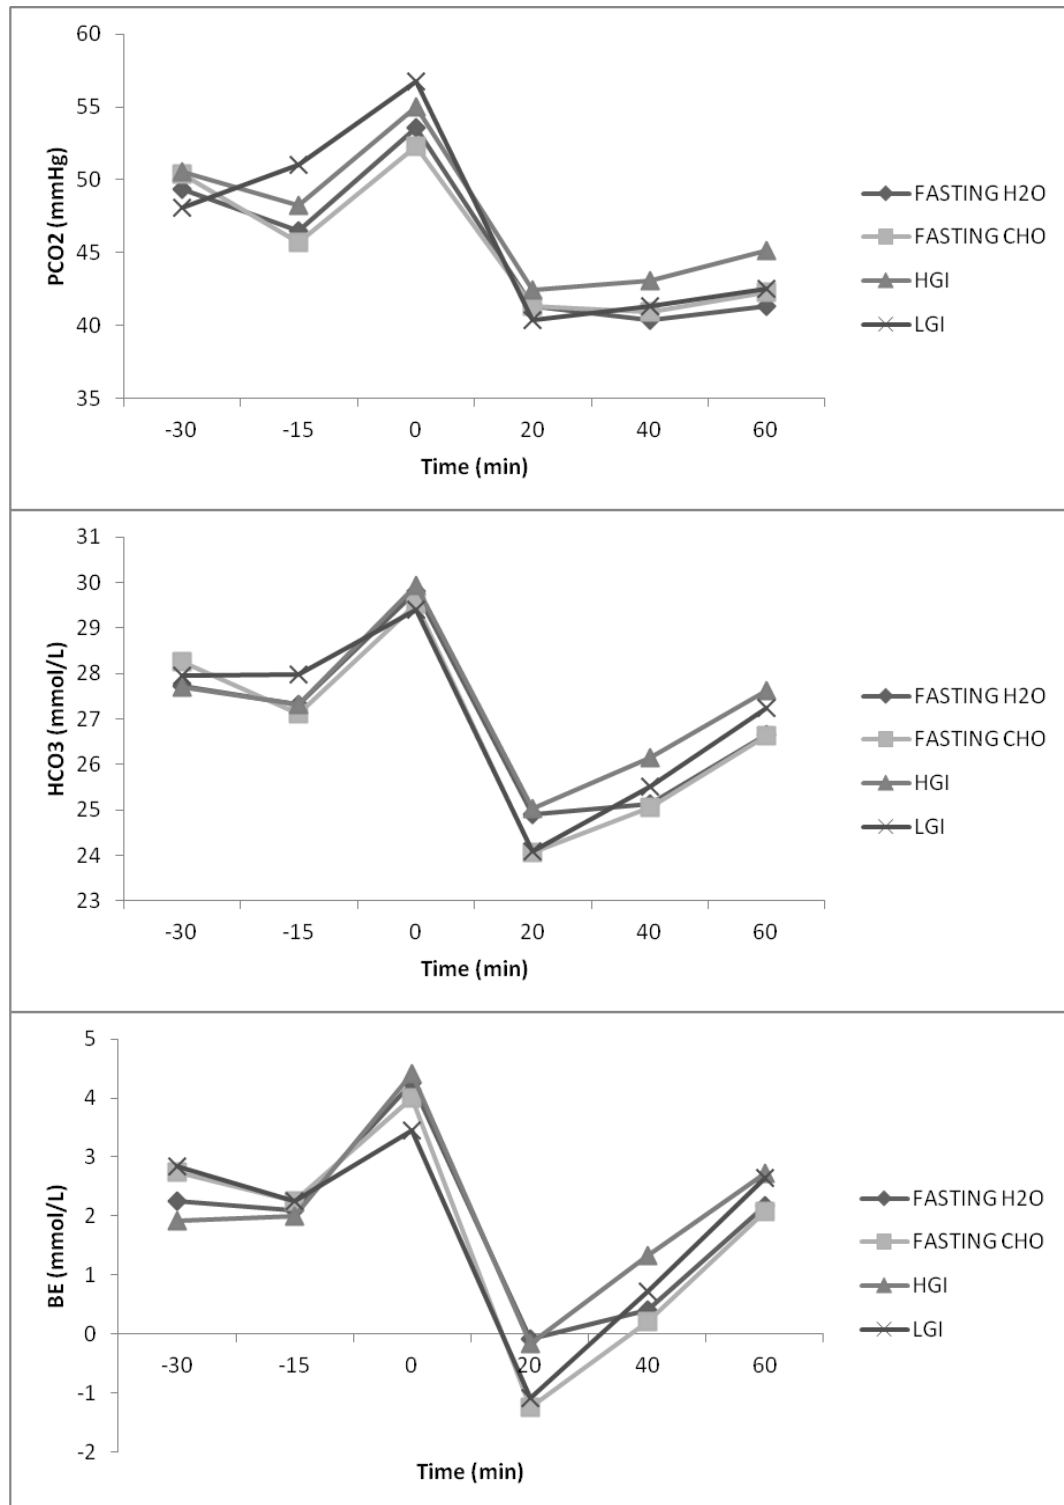 60
55
50
45
40
35
PCO2 (mmHg)
-30 -15 0 20 40 60
Time (min)
FASTING H2O
FASTING CHO
HGI
LGI
31
30
29
28
27
26
25
24
23
HCO3 (mmol/L)
-30 -15 0 20 40 60
Time (min)
FASTING H2O
FASTING CHO
HGI
LGI
5
4
3
2
1
0
-1
-2
BE (mmol/L)
-30 -15 0 20 40 60
Time (min)
FASTING H2O
FASTING CHO
HGI
LGI